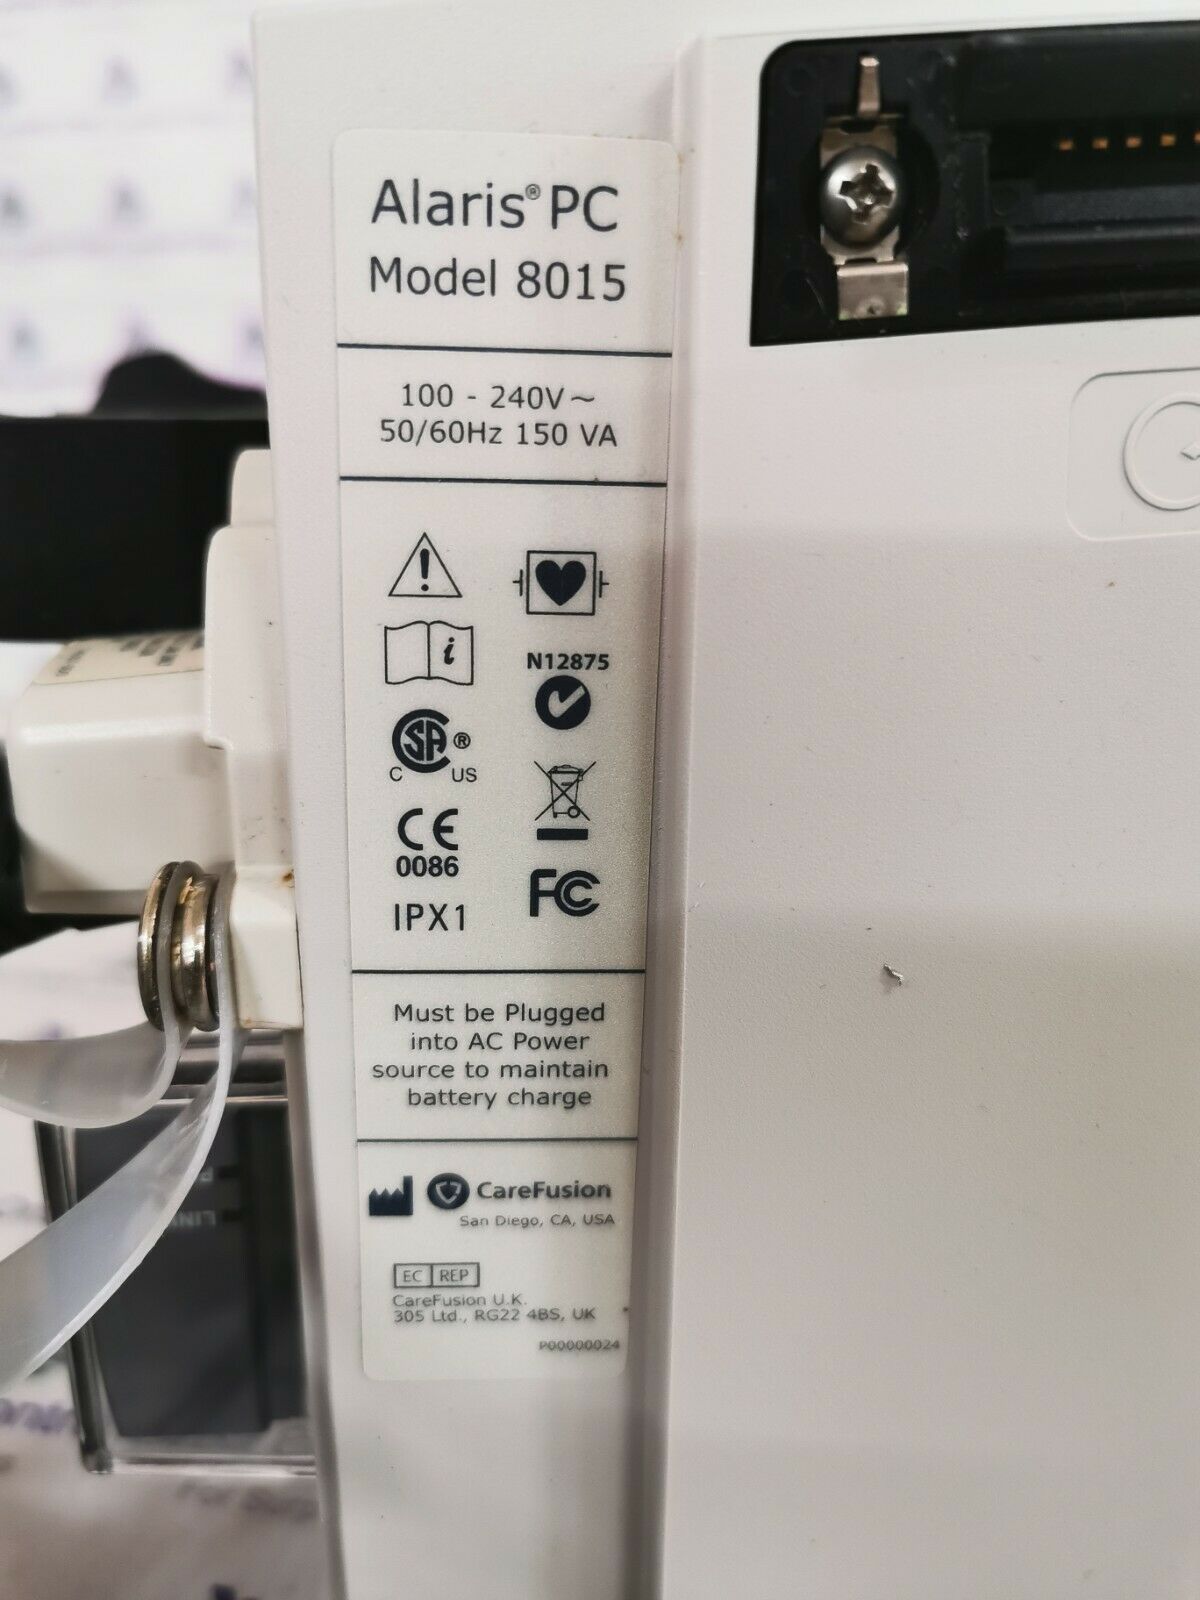 Alaris® PC
Model 8015
100 - 240V~
50/60Hz 150 VA
N12875
CSA®
C US
CE
0086
IPX1
FC
Must be Plugged
into AC Power
source to maintain
battery charge
CareFusion
San Diego, CA, USA
EC REP
CareFusion U.K.
305 Ltd., RG22 4BS, UK
P00000024